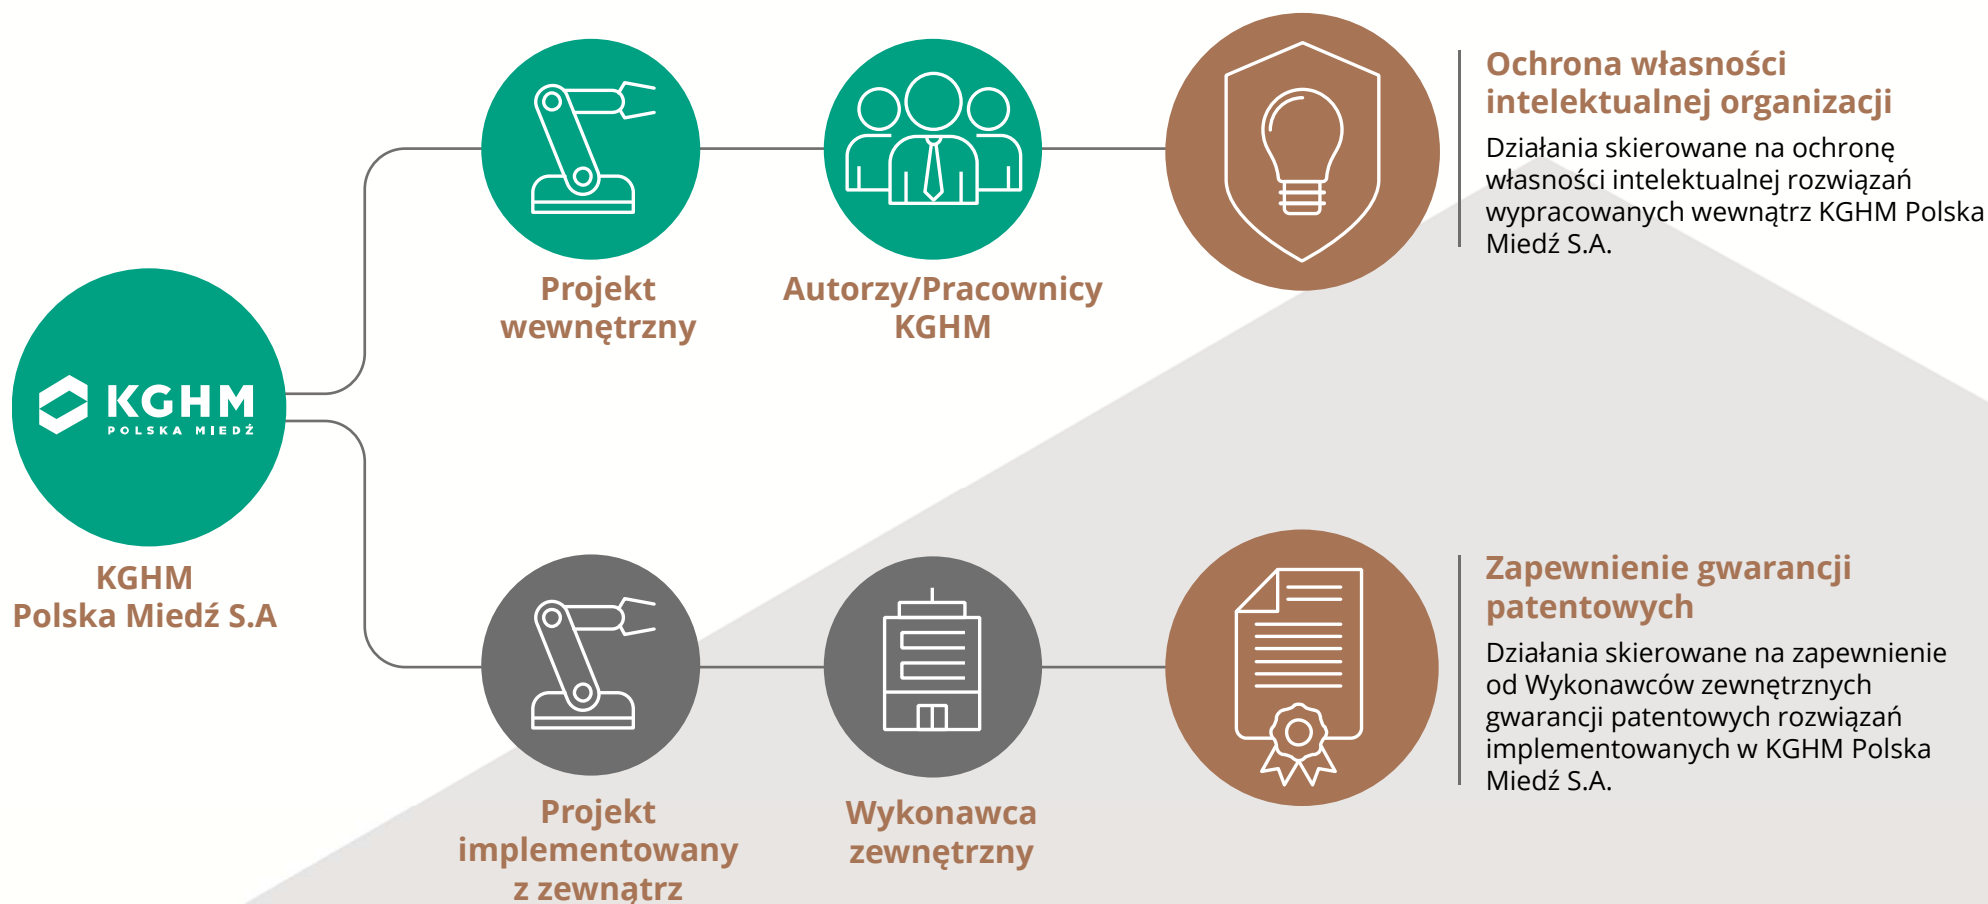 Ochrona własności
intelektualnej organizacji
Działania skierowane na ochronę
własności intelektualnej rozwiązań
wypracowanych wewnątrz KGHM Polska
Miedź S.A.
Projekt
wewnętrzny
Autorzy/Pracownicy
KGHM
KGHM
POLSKA MIEDŹ
KGHM
Polska Miedź S.A
Zapewnienie gwarancji
patentowych
Działania skierowane na zapewnienie
od Wykonawców zewnętrznych
gwarancji patentowych rozwiązań
implementowanych w KGHM Polska
Miedź S.A.
Projekt
implementowany
z zewnątrz
Wykonawca
zewnętrzny